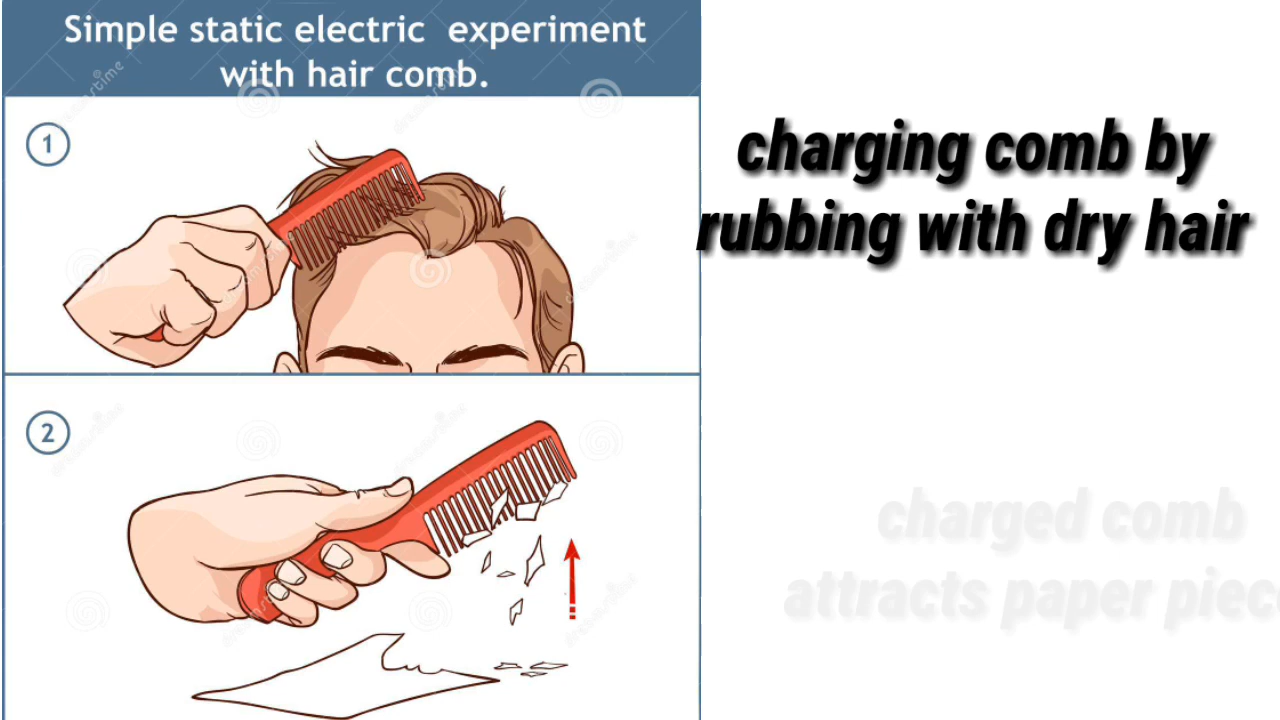 Simple static electric experiment
with hair comb.
1
charging comb by
rubbing with dry hair
2
charged comb
attracts paper piec
dreamstime